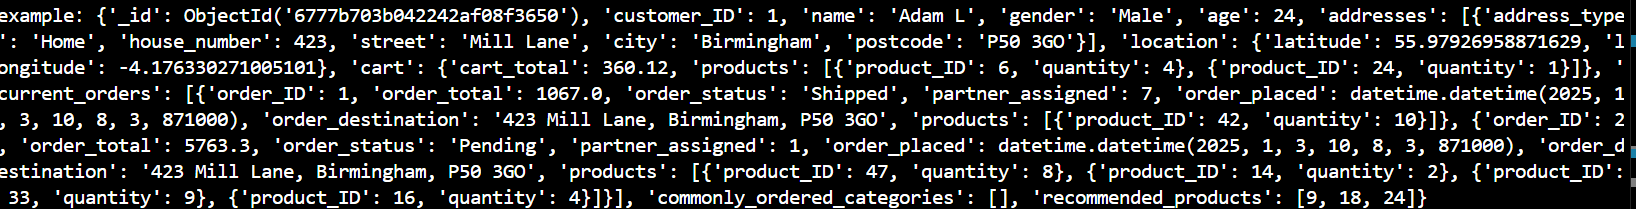 example: {'_id': ObjectId('6777b703b042242af08f3650'), 'customer_ID': 1, 'name': 'Adam L', 'gender': 'Male', 'age': 24, 'addresses': [{'address_type
': 'Home', 'house_number': 423, 'street': 'Mill Lane', 'city': 'Birmingham', 'postcode': 'P50 3GO'}], 'location': {'latitude': 55.97926958871629, 'l
ongitude': -4.176330271005101}, 'cart': {'cart_total': 360.12, 'products': [{'product_ID': 6, 'quantity': 4}, {'product_ID': 24, 'quantity': 1}]}, '
current_orders': [{'order_ID': 1, 'order_total': 1067.0, 'order_status': 'Shipped', 'partner_assigned': 7, 'order_placed': datetime.datetime(2025, 1
, 3, 10, 8, 3, 871000), 'order_destination': '423 Mill Lane, Birmingham, P50 3GO', 'products': [{'product_ID': 42, 'quantity': 10}]}, {'order_ID': 2
, 'order_total': 5763.3, 'order_status': 'Pending', 'partner_assigned': 1, 'order_placed': datetime.datetime(2025, 1, 3, 10, 8, 3, 871000), 'order_d
estination': '423 Mill Lane, Birmingham, P50 3GO', 'products': [{'product_ID': 47, 'quantity': 8}, {'product_ID': 14, 'quantity': 2}, {'product_ID':
33, 'quantity': 9}, {'product_ID': 16, 'quantity': 4}]}], 'commonly_ordered_categories': [], 'recommended_products': [9, 18, 24]}